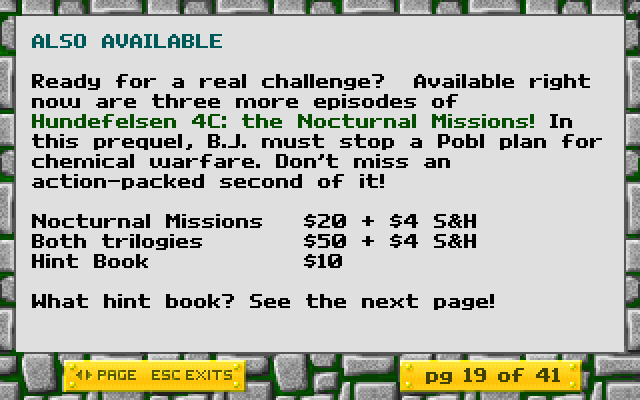 ALSO AVAILABLE
Ready for a real challenge?  Available right
now are three more episodes of
Hundefelsen 4C: the Nocturnal Missions! In
this prequel, B.J. must stop a Pobl plan for
chemical warfare. Don't miss an
action-packed second of it!
Nocturnal Missions   $20 + $4 S&H
Both trilogies   $50 + $4 S&H
Hint Book   $10
What hint book? See the next page!
PAGE   ESC EXITS   pg 19 of 41